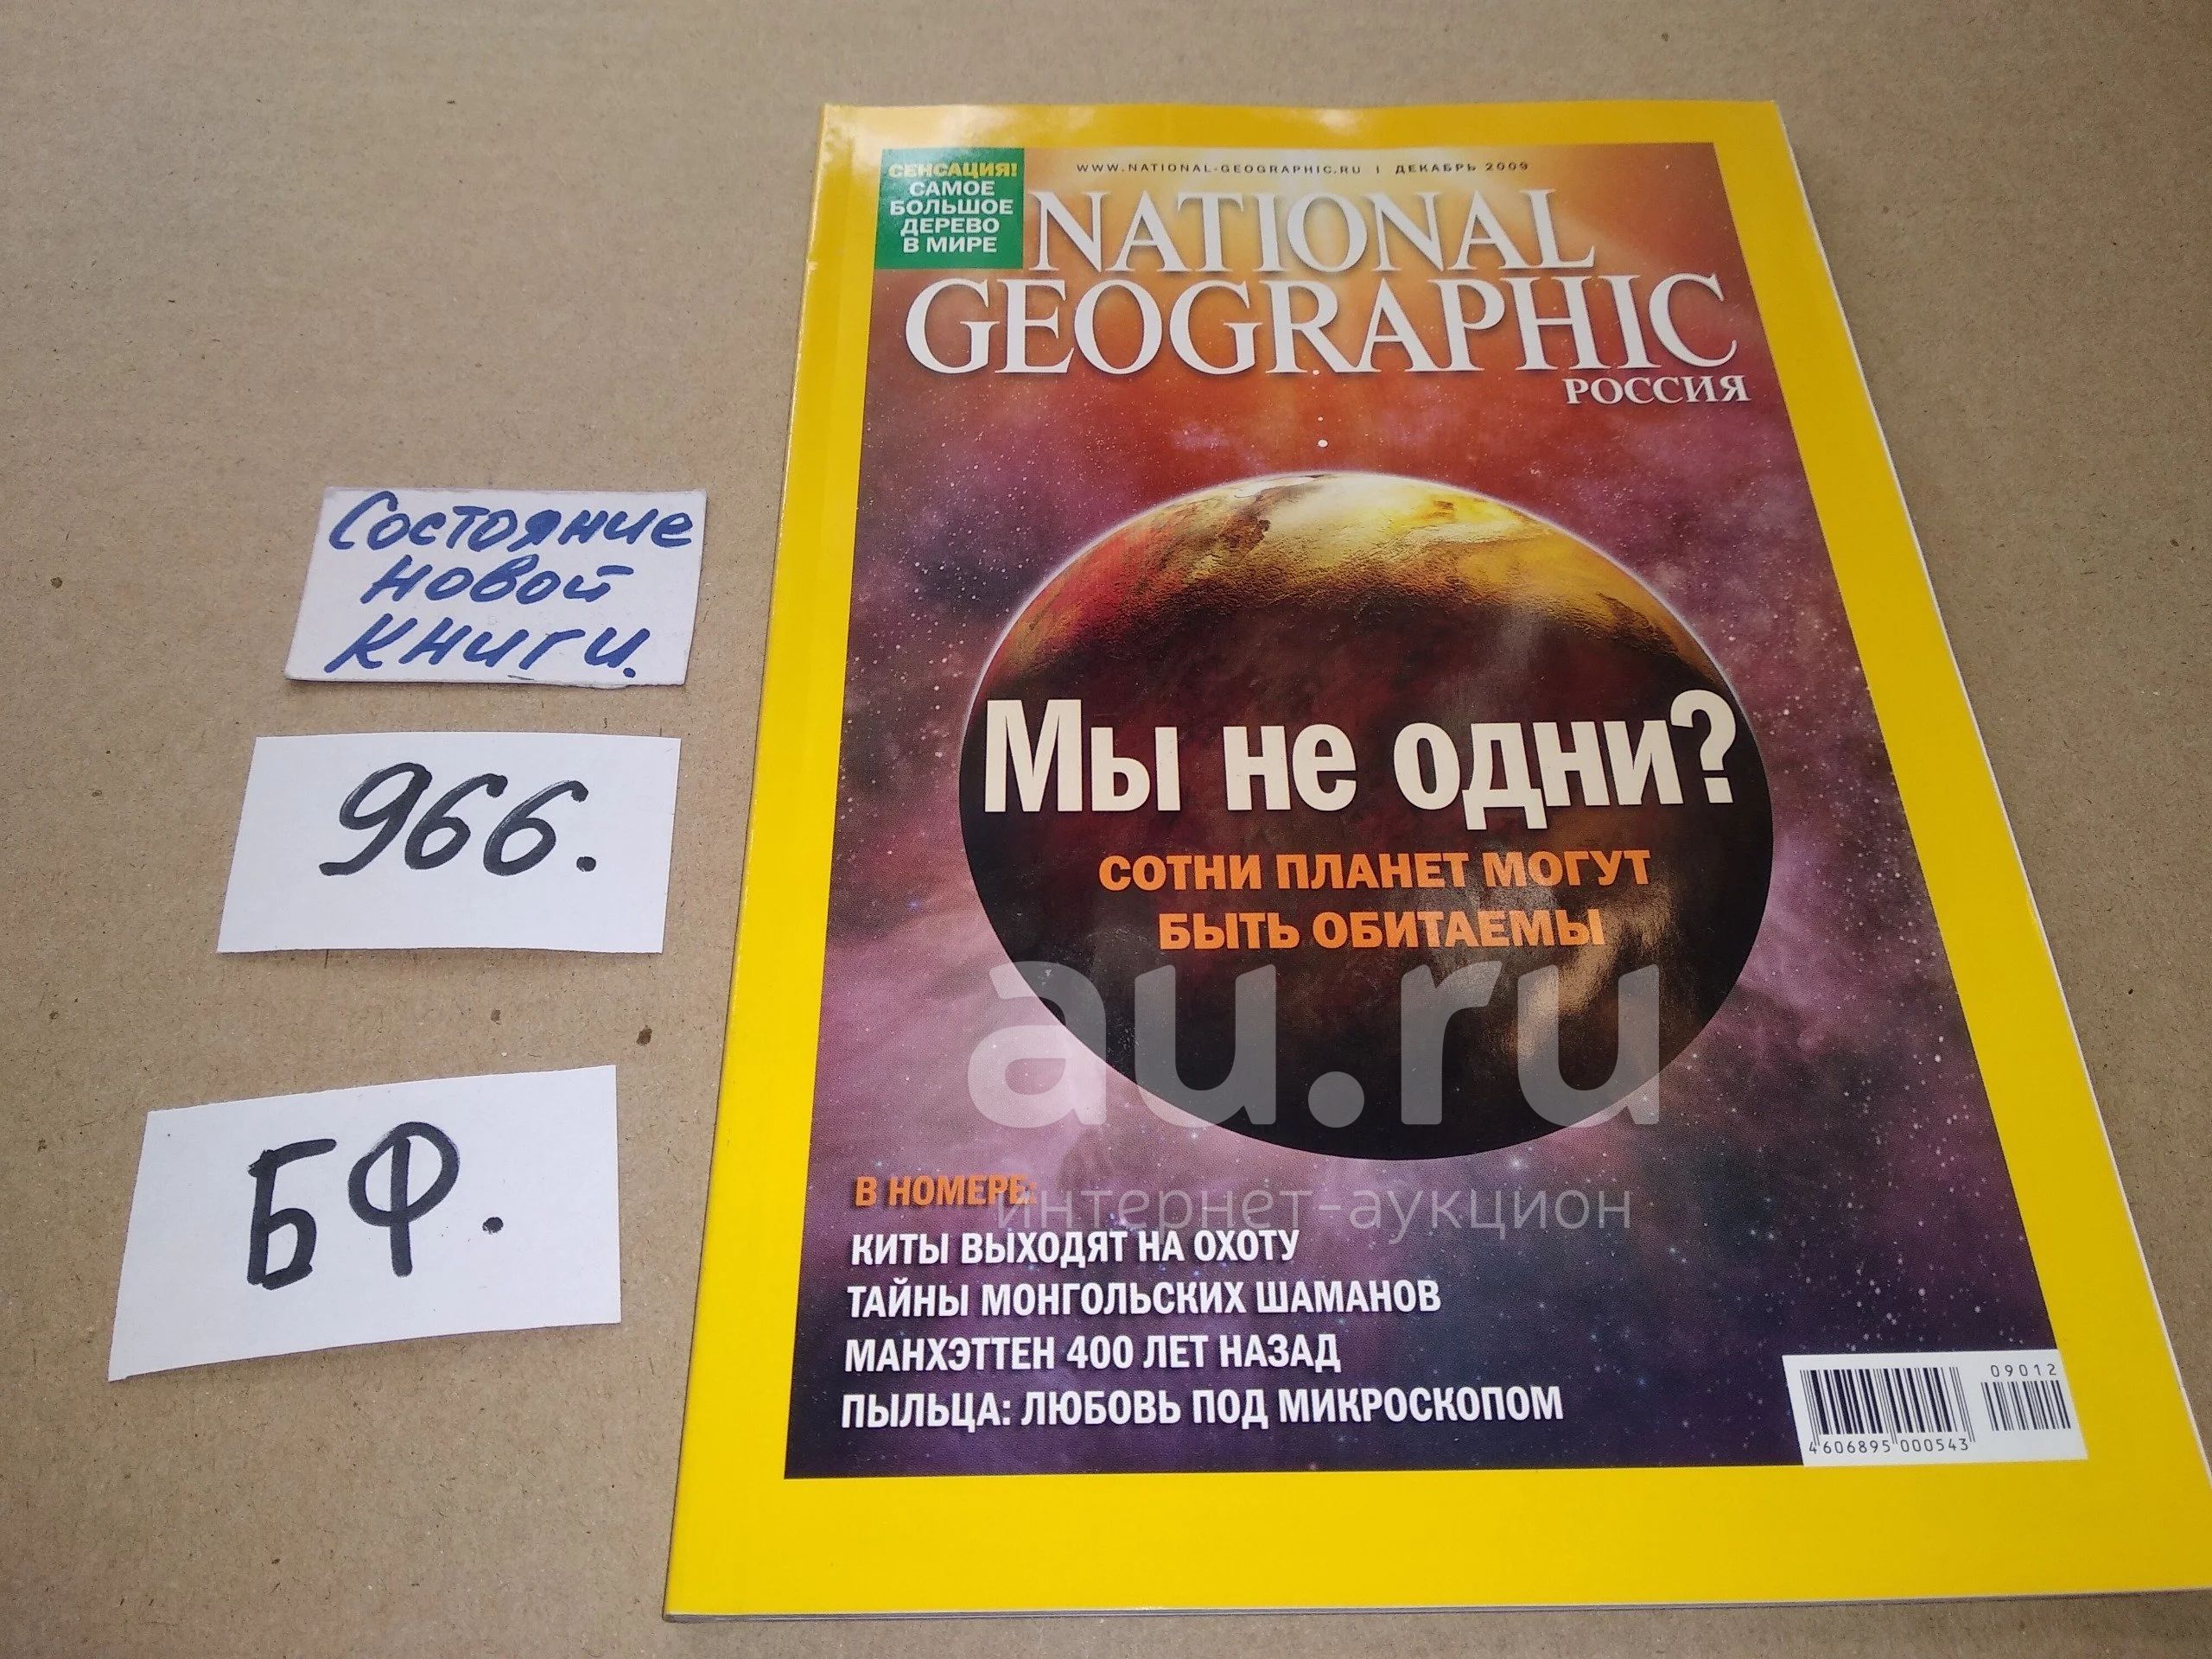 Состояние
новой
книги.
966.
БФ.
СЕНСАЦИЯ!
САМОЕ
БОЛЬШОЕ
ДЕРЕВО
В МИРЕ
WWW.NATIONAL-GEOGRAPHIC.RU | ДЕКАБРЬ 2009
NATIONAL
GEOGRAPHIC
РОССИЯ
Мы не одни?
СОТНИ ПЛАНЕТ МОГУТ
БЫТЬ ОБИТАЕМЫ
au.ru
интернет-аукцион
В НОМЕРЕ:
КИТЫ ВЫХОДЯТ НА ОХОТУ
ТАЙНЫ МОНГОЛЬСКИХ ШАМАНОВ
МАНХЭТТЕН 400 ЛЕТ НАЗАД
ПЫЛЬЦА: ЛЮБОВЬ ПОД МИКРОСКОПОМ
09012
4 606895 000543